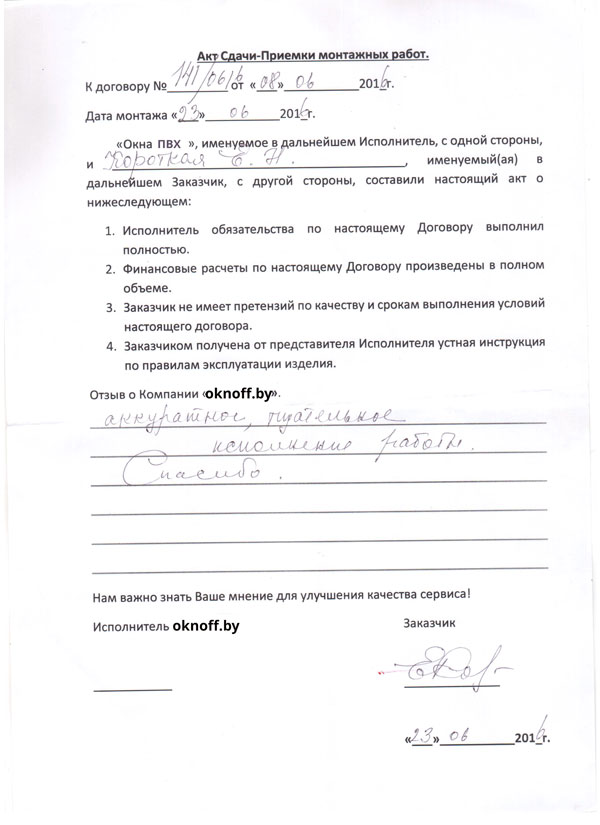 Акт Сдачи-Приемки монтажных работ.
К договору № 141/0616 от «08» 06 2016г.
Дата монтажа «23» 06 2016г.
«Окна ПВХ », именуемое в дальнейшем Исполнитель, с одной стороны,
и Короткая Е. Н. , именуемый(ая) в
дальнейшем Заказчик, с другой стороны, составили настоящий акт о
нижеследующем:
1. Исполнитель обязательства по настоящему Договору выполнил
полностью.
2. Финансовые расчеты по настоящему Договору произведены в полном
объеме.
3. Заказчик не имеет претензий по качеству и срокам выполнения условий
настоящего договора.
4. Заказчиком получена от представителя Исполнителя устная инструкция
по правилам эксплуатации изделия.
Отзыв о Компании «oknoff.by».
аккуратное, тщательное
исполнение работы.
Спасибо.
Нам важно знать Ваше мнение для улучшения качества сервиса!
Исполнитель oknoff.by Заказчик
«23» 06 2016г.